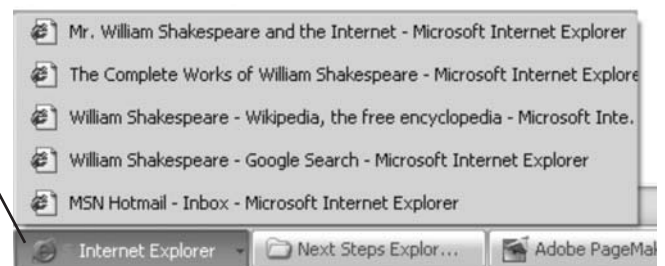 Mr. William Shakespeare and the Internet - Microsoft Internet Explorer
The Complete Works of William Shakespeare - Microsoft Internet Explore
William Shakespeare - Wikipedia, the free encyclopedia - Microsoft Inte.
William Shakespeare - Google Search - Microsoft Internet Explorer
MSN Hotmail - Inbox - Microsoft Internet Explorer
Internet Explorer Next Steps Explor... Adobe PageMak